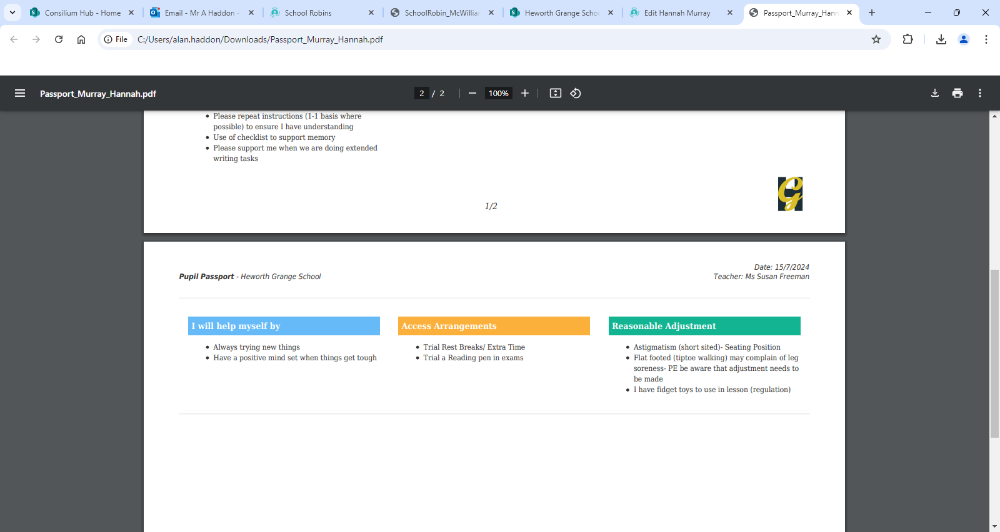 Consilium Hub - Home
Email - Mr A Haddon -
School Robins
SchoolRobin_McWillia
Heworth Grange Schoo
Edit Hannah Murray
Passport_Murray_Hann
File
C:/Users/alan.haddon/Downloads/Passport_Murray_Hannah.pdf
Passport_Murray_Hannah.pdf
2 / 2
100%
Please repeat instructions (1-1 basis where
possible) to ensure I have understanding
Use of checklist to support memory
Please support me when we are doing extended
writing tasks
1/2
Date: 15/7/2024
Pupil Passport - Heworth Grange School
Teacher: Ms Susan Freeman
I will help myself by
Always trying new things
Have a positive mind set when things get tough
Access Arrangements
Trial Rest Breaks/ Extra Time
Trial a Reading pen in exams
Reasonable Adjustment
Astigmatism (short sited)- Seating Position
Flat footed (tiptoe walking) may complain of leg
soreness- PE be aware that adjustment needs to
be made
I have fidget toys to use in lesson (regulation)